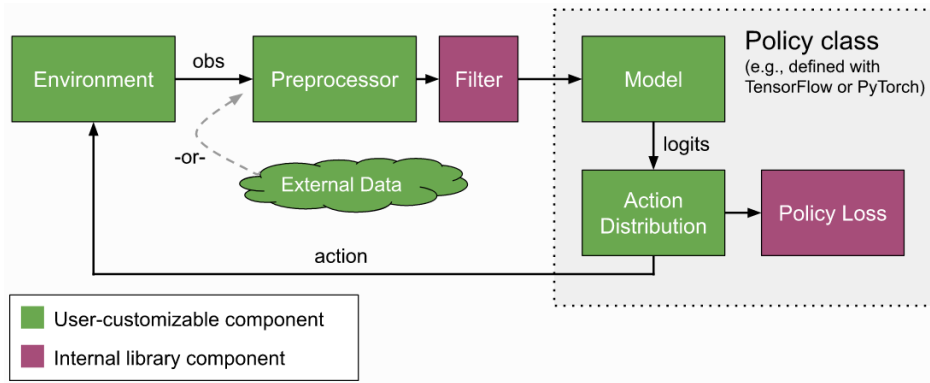 Policy class
(e.g., defined with
TensorFlow or PyTorch)
Environment
obs
Preprocessor
Filter
Model
-or-
External Data
logits
Action
Distribution
Policy Loss
action
User-customizable component
Internal library component